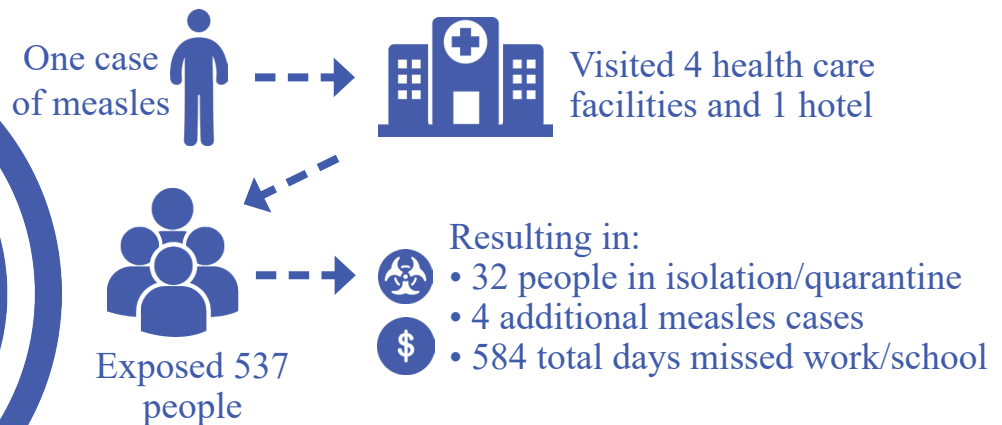 One case
of measles
Visited 4 health care
facilities and 1 hotel
Exposed 537
people
Resulting in:
• 32 people in isolation/quarantine
• 4 additional measles cases
$
• 584 total days missed work/school